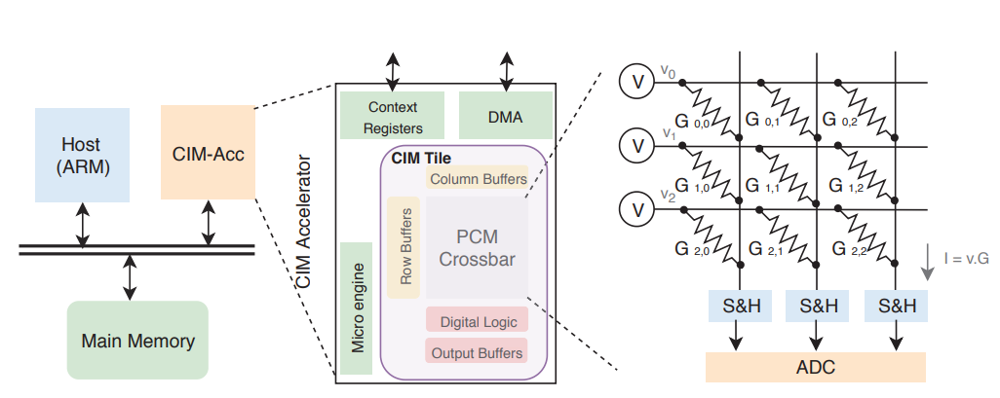 Host
(ARM)
CIM-Acc
Main Memory
CIM Accelerator
Context
Registers
DMA
CIM Tile
Column Buffers
Row Buffers
PCM
Crossbar
Micro engine
Digital Logic
Output Buffers
V
v0
G 0,0
G 0,1
G 0,2
V
v1
G 1,0
G 1,1
G 1,2
V
v2
G 2,0
G 2,1
G 2,2
I = v.G
S&H
S&H
S&H
ADC